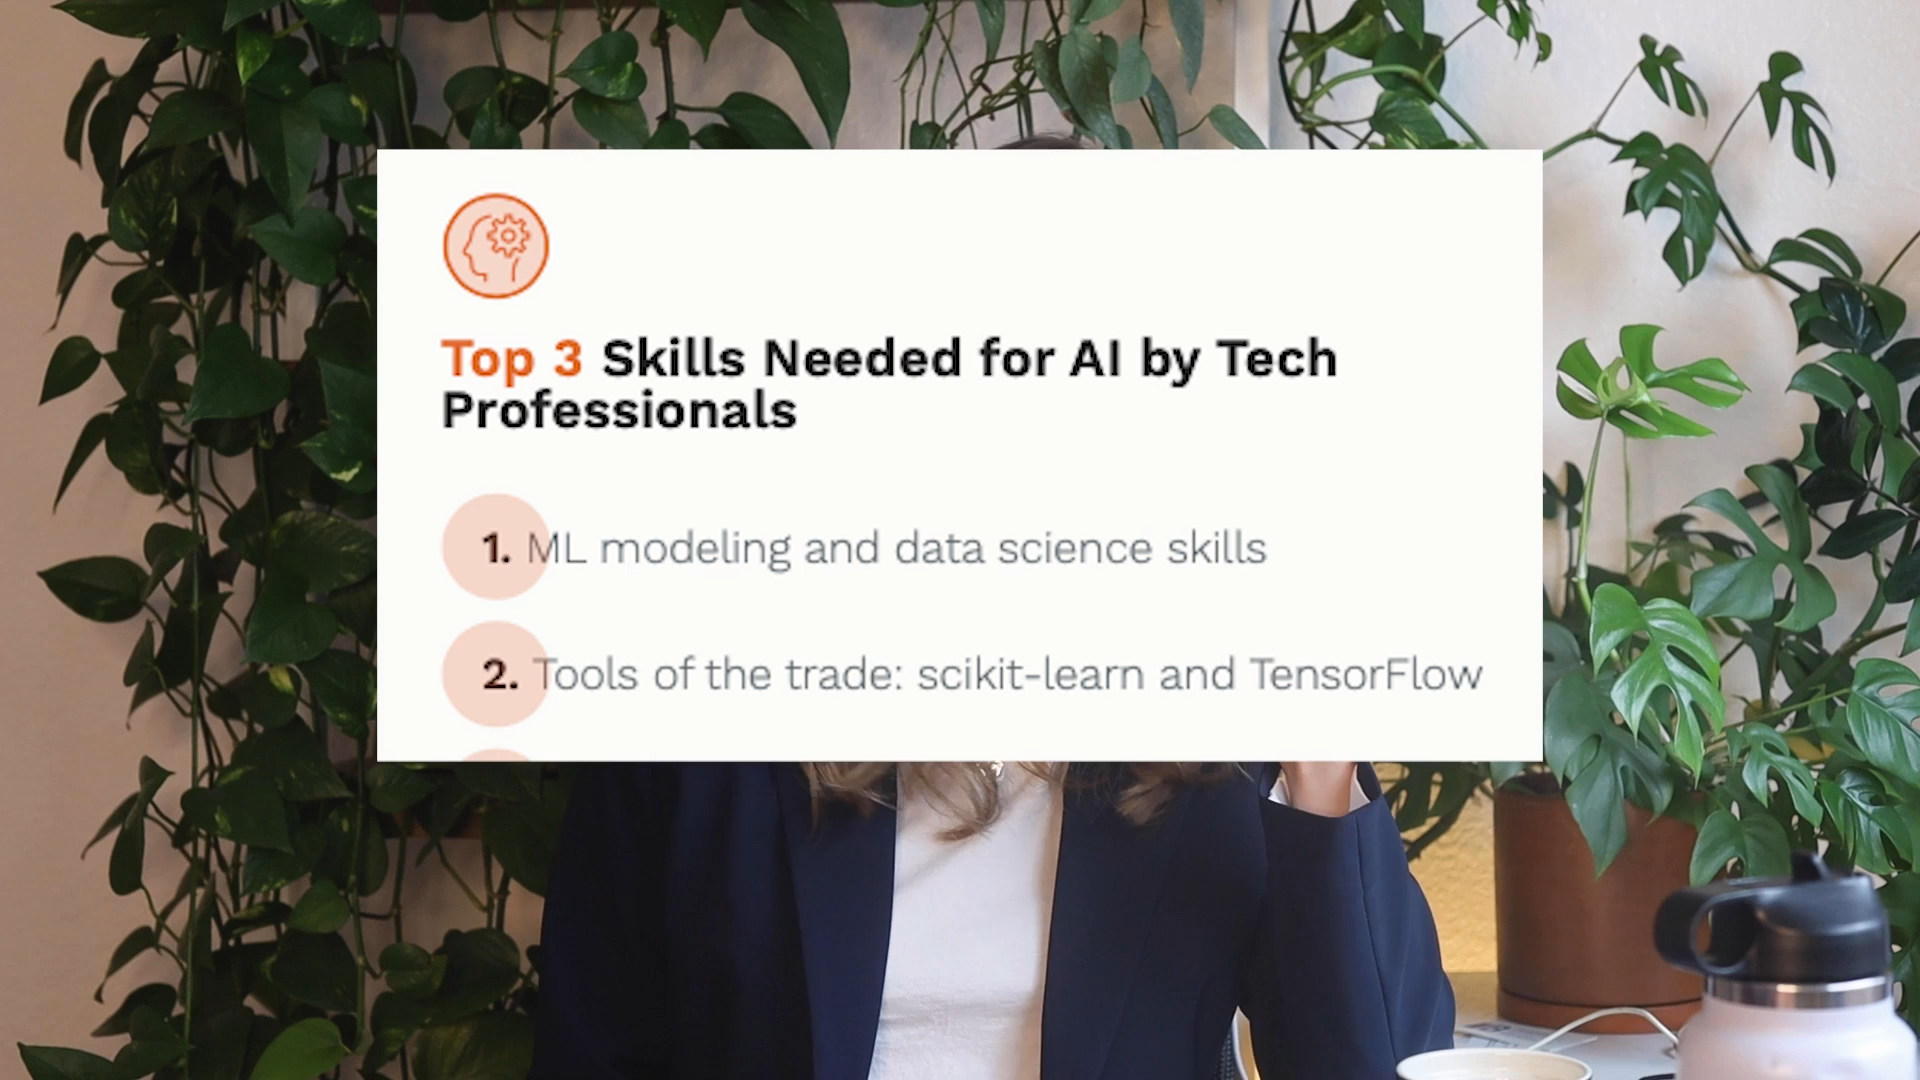 Top 3 Skills Needed for AI by Tech
Professionals
1. ML modeling and data science skills
2. Tools of the trade: scikit-learn and TensorFlow